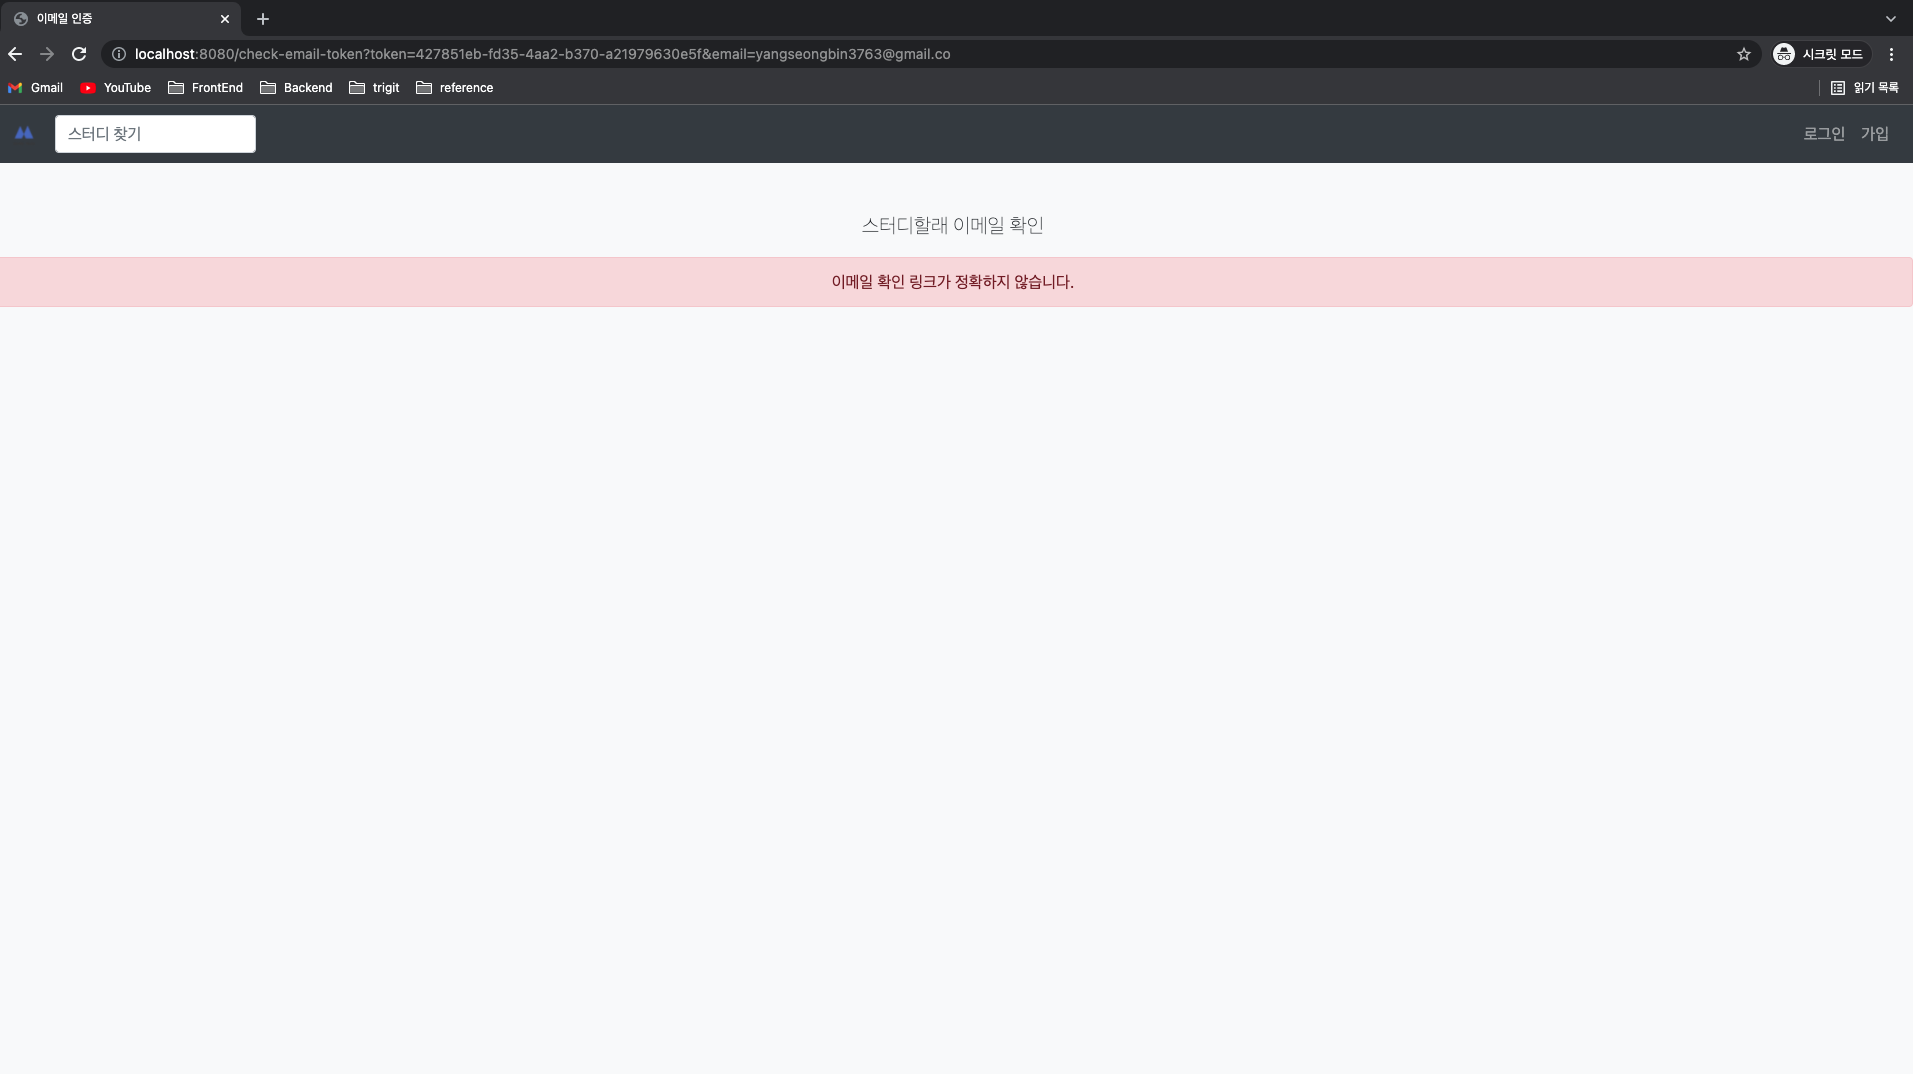 이메일 인증
localhost:8080/check-email-token?token=427851eb-fd35-4aa2-b370-a21979630e5f&email=yangseongbin3763@gmail.co
시크릿 모드
Gmail YouTube FrontEnd Backend trigit reference 읽기 목록
스터디 찾기 로그인 가입
스터디할래 이메일 확인
이메일 확인 링크가 정확하지 않습니다.